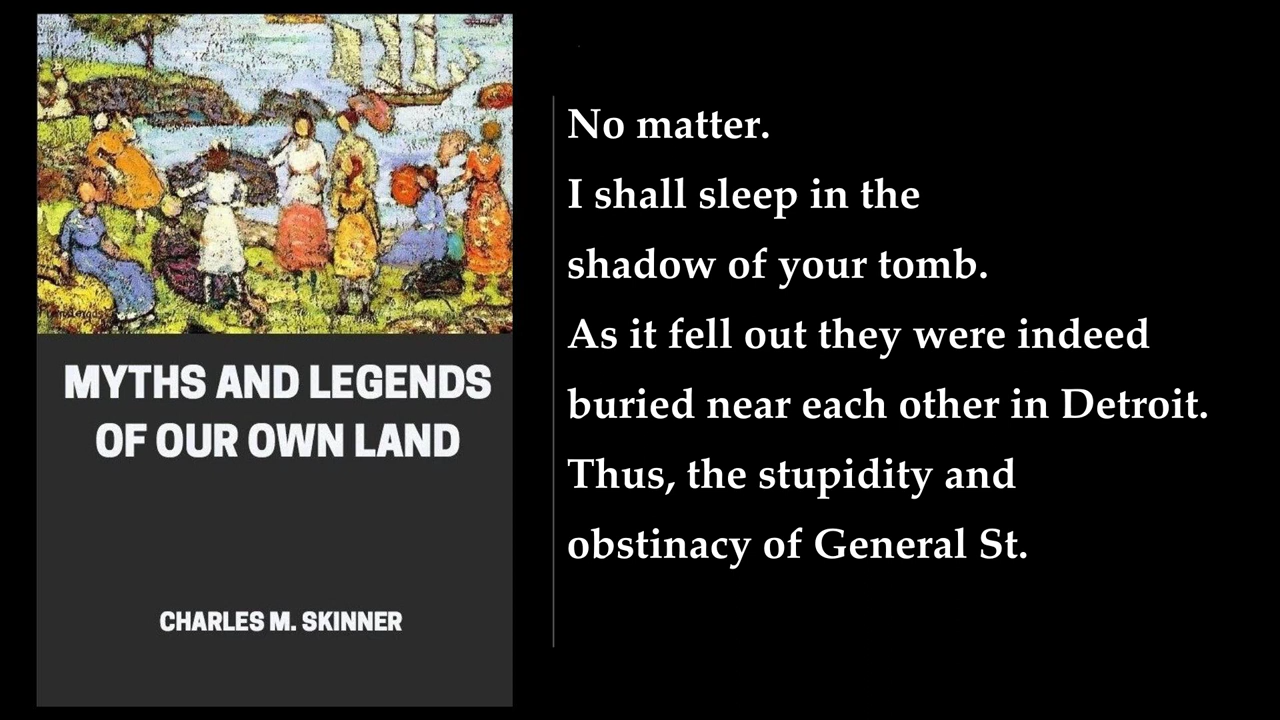 MYTHS AND LEGENDS
OF OUR OWN LAND
CHARLES M. SKINNER
No matter.
I shall sleep in the
shadow of your tomb.
As it fell out they were indeed
buried near each other in Detroit.
Thus, the stupidity and
obstinacy of General St.